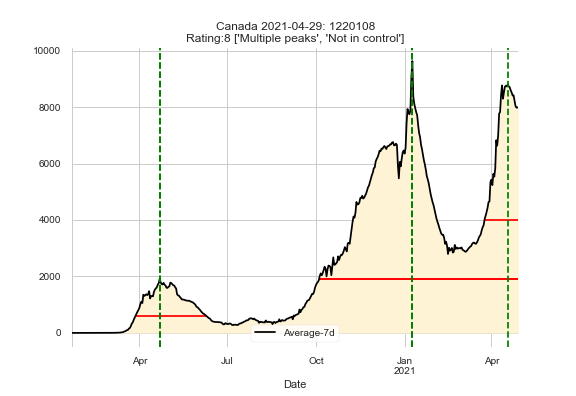 Canada 2021-04-29: 1220108
Rating:8 ['Multiple peaks', 'Not in control']
10000
8000
6000
4000
2000
0
Average-7d
Apr
Jul
Oct
Jan
2021
Apr
Date